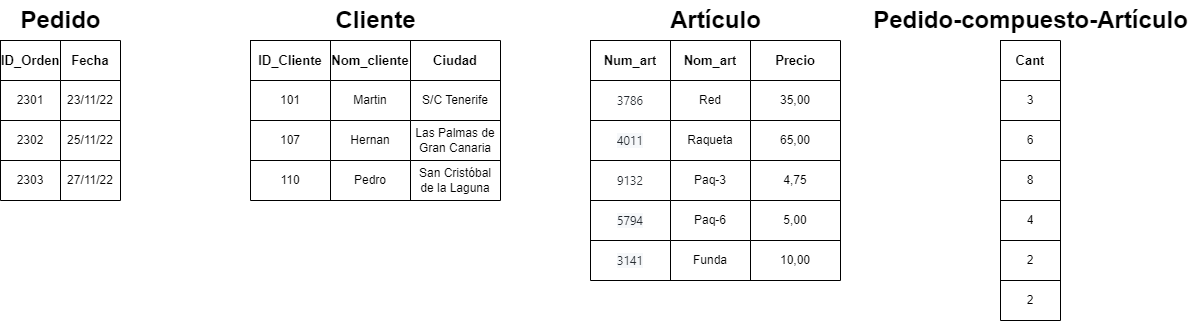 Pedido
ID_Orden Fecha
2301 23/11/22
2302 25/11/22
2303 27/11/22
Cliente
ID_Cliente Nom_cliente Ciudad
101 Martin S/C Tenerife
107 Hernan Las Palmas de
Gran Canaria
110 Pedro San Cristóbal
de la Laguna
Artículo
Num_art Nom_art Precio
3786 Red 35,00
4011 Raqueta 65,00
9132 Paq-3 4,75
5794 Paq-6 5,00
3141 Funda 10,00
Pedido-compuesto-Artículo
Cant
3
6
8
4
2
2